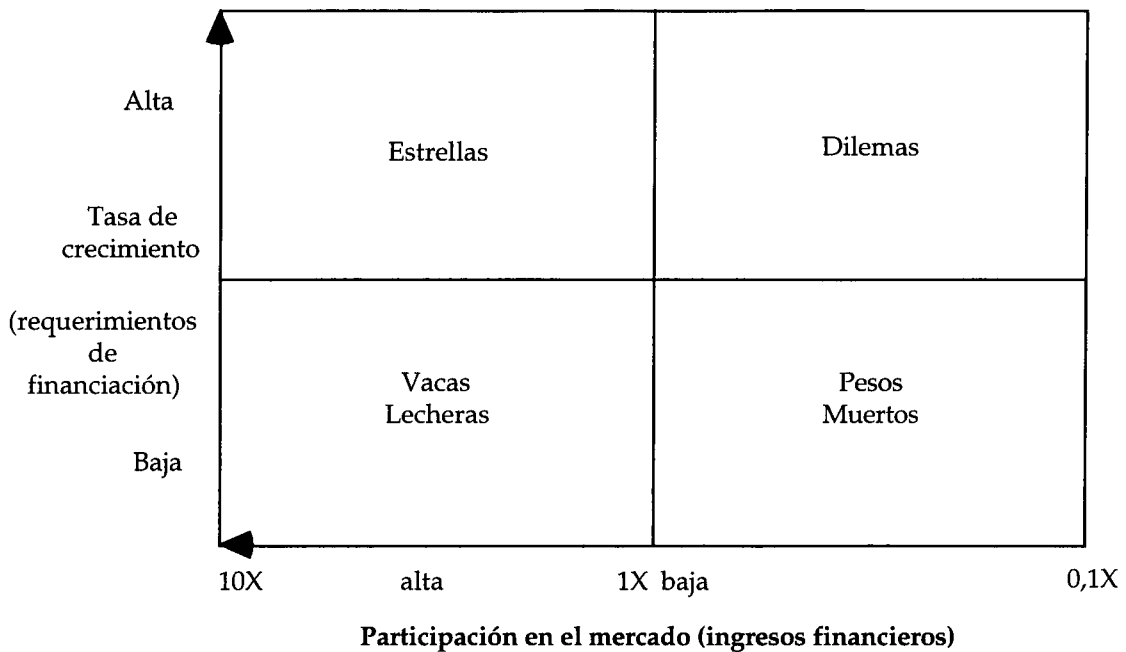 Alta
Estrellas
Dilemas
Tasa de
crecimiento
(requerimientos
de
financiación)
Vacas
Lecheras
Pesos
Muertos
Baja
10X alta 1X baja 0,1X
Participación en el mercado (ingresos financieros)